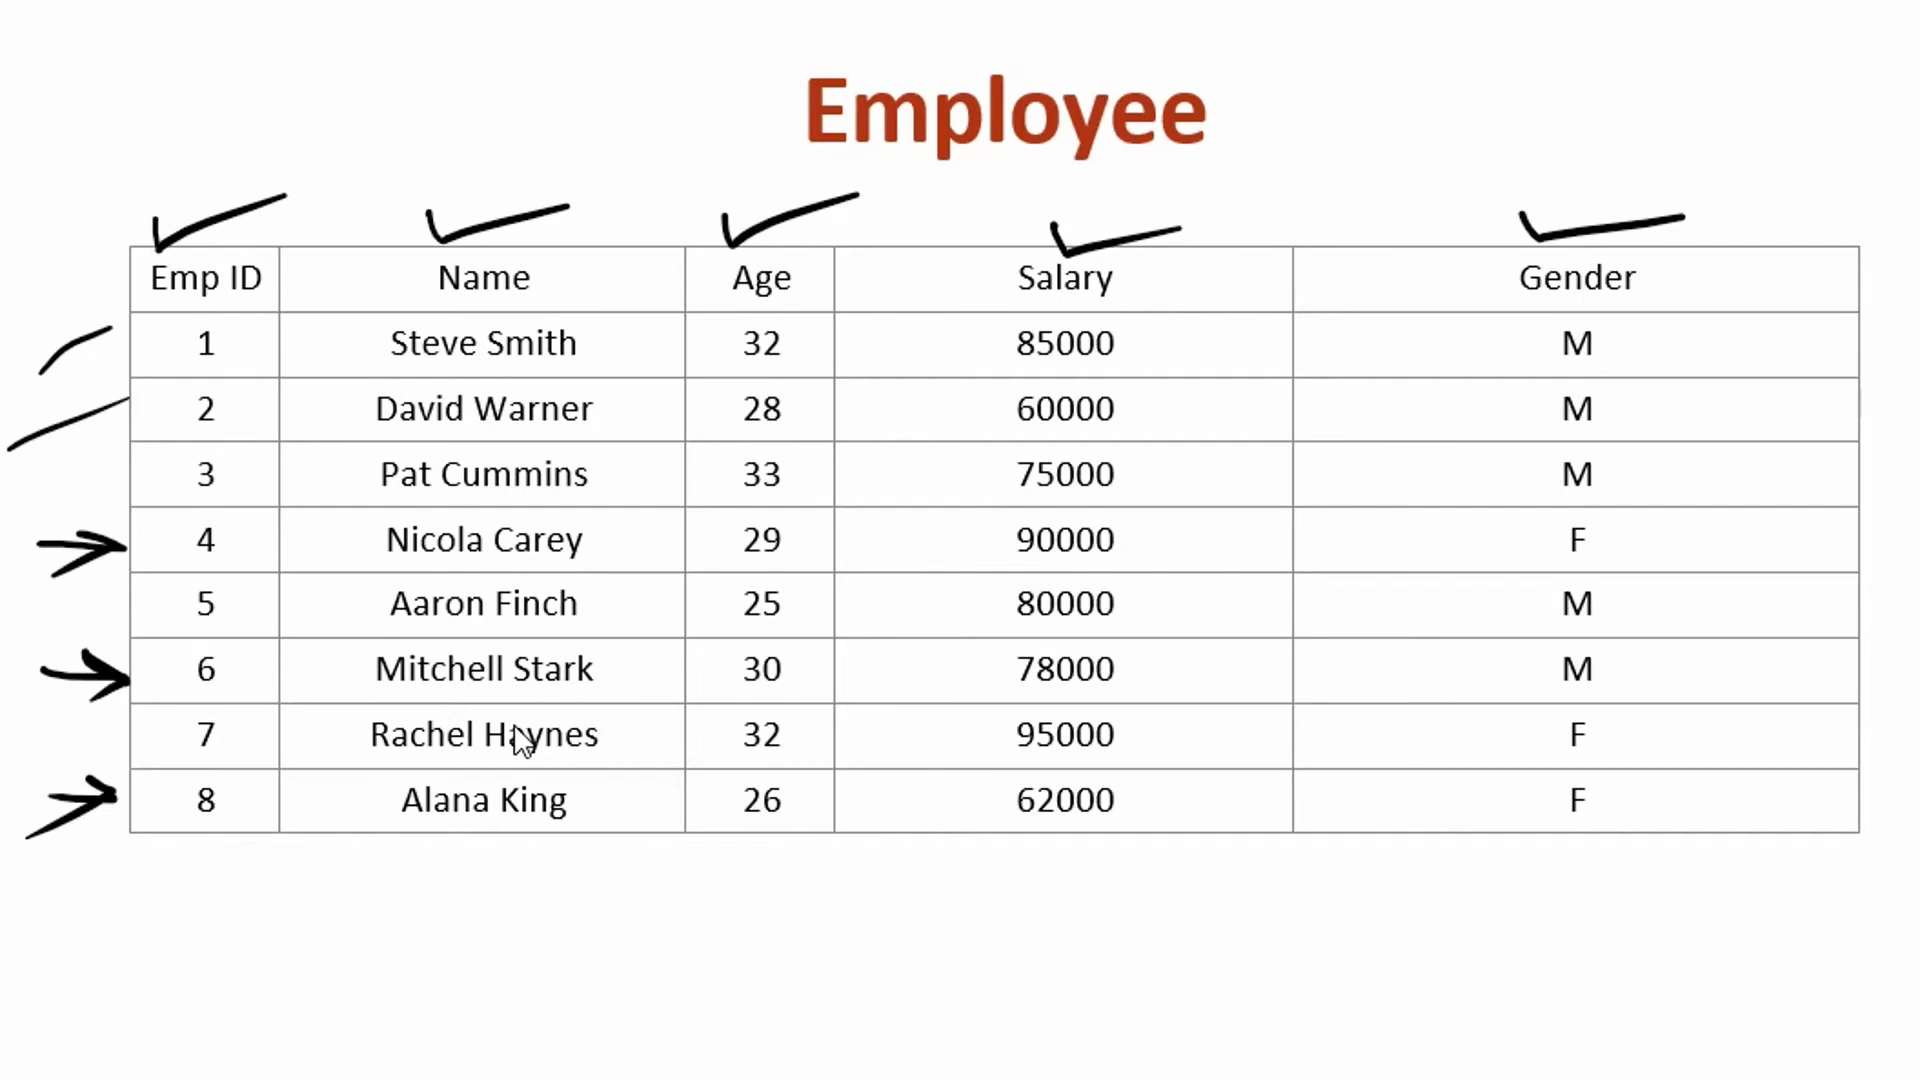 Employee
Emp ID Name Age Salary Gender
1 Steve Smith 32 85000 M
2 David Warner 28 60000 M
3 Pat Cummins 33 75000 M
4 Nicola Carey 29 90000 F
5 Aaron Finch 25 80000 M
6 Mitchell Stark 30 78000 M
7 Rachel Haynes 32 95000 F
8 Alana King 26 62000 F